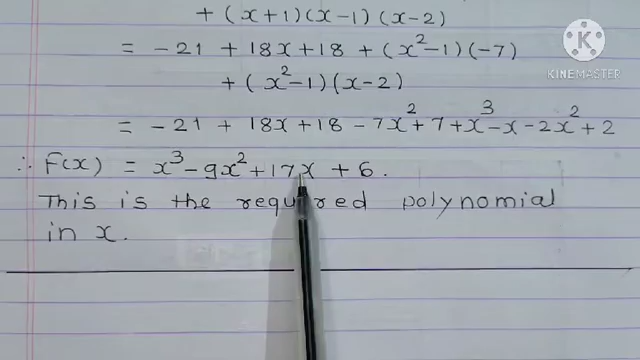 + (x+1)(x-1)(x-2)
= -21 + 18x + 18 + (x²-1)(-7)
+ (x²-1)(x-2)
= -21 + 18x + 18 - 7x² + 7 + x³ - x - 2x² + 2
∴ F(x) = x³ - 9x² + 17x + 6.
This is the required polynomial
in x.
KINEMASTER